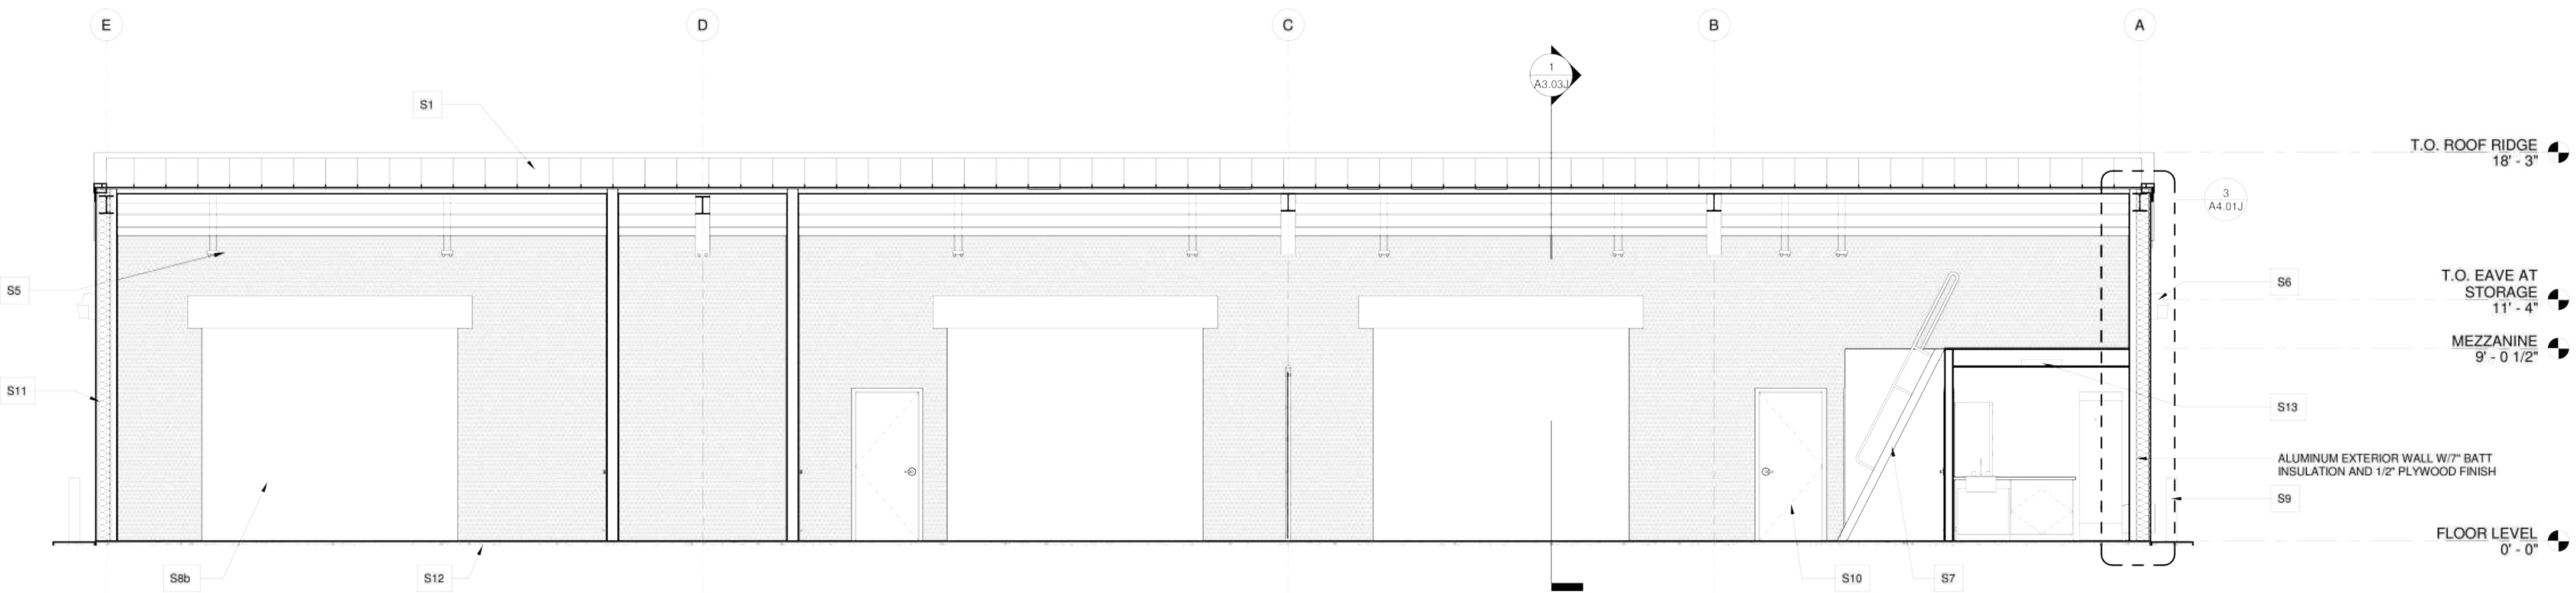 E
D
C
B
A
1
A3.03J
S1
T.O. ROOF RIDGE
18' - 3"
3
A4.01J
S5
S6
T.O. EAVE AT
STORAGE
11' - 4"
MEZZANINE
9' - 0 1/2"
S11
S13
ALUMINUM EXTERIOR WALL W/7" BATT
INSULATION AND 1/2" PLYWOOD FINISH
S9
FLOOR LEVEL
0' - 0"
S8b
S12
S10
S7